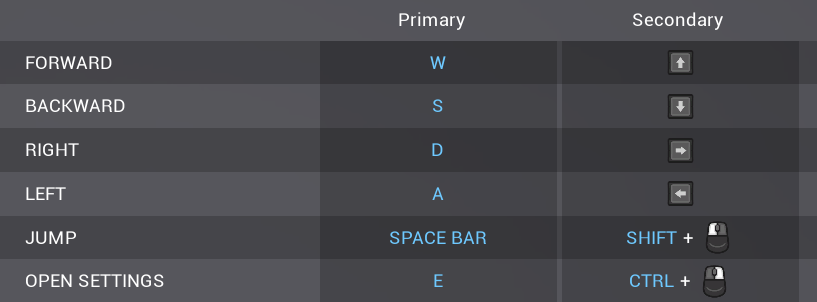 Primary Secondary
FORWARD W
BACKWARD S
RIGHT D
LEFT A
JUMP SPACE BAR SHIFT +
OPEN SETTINGS E CTRL +